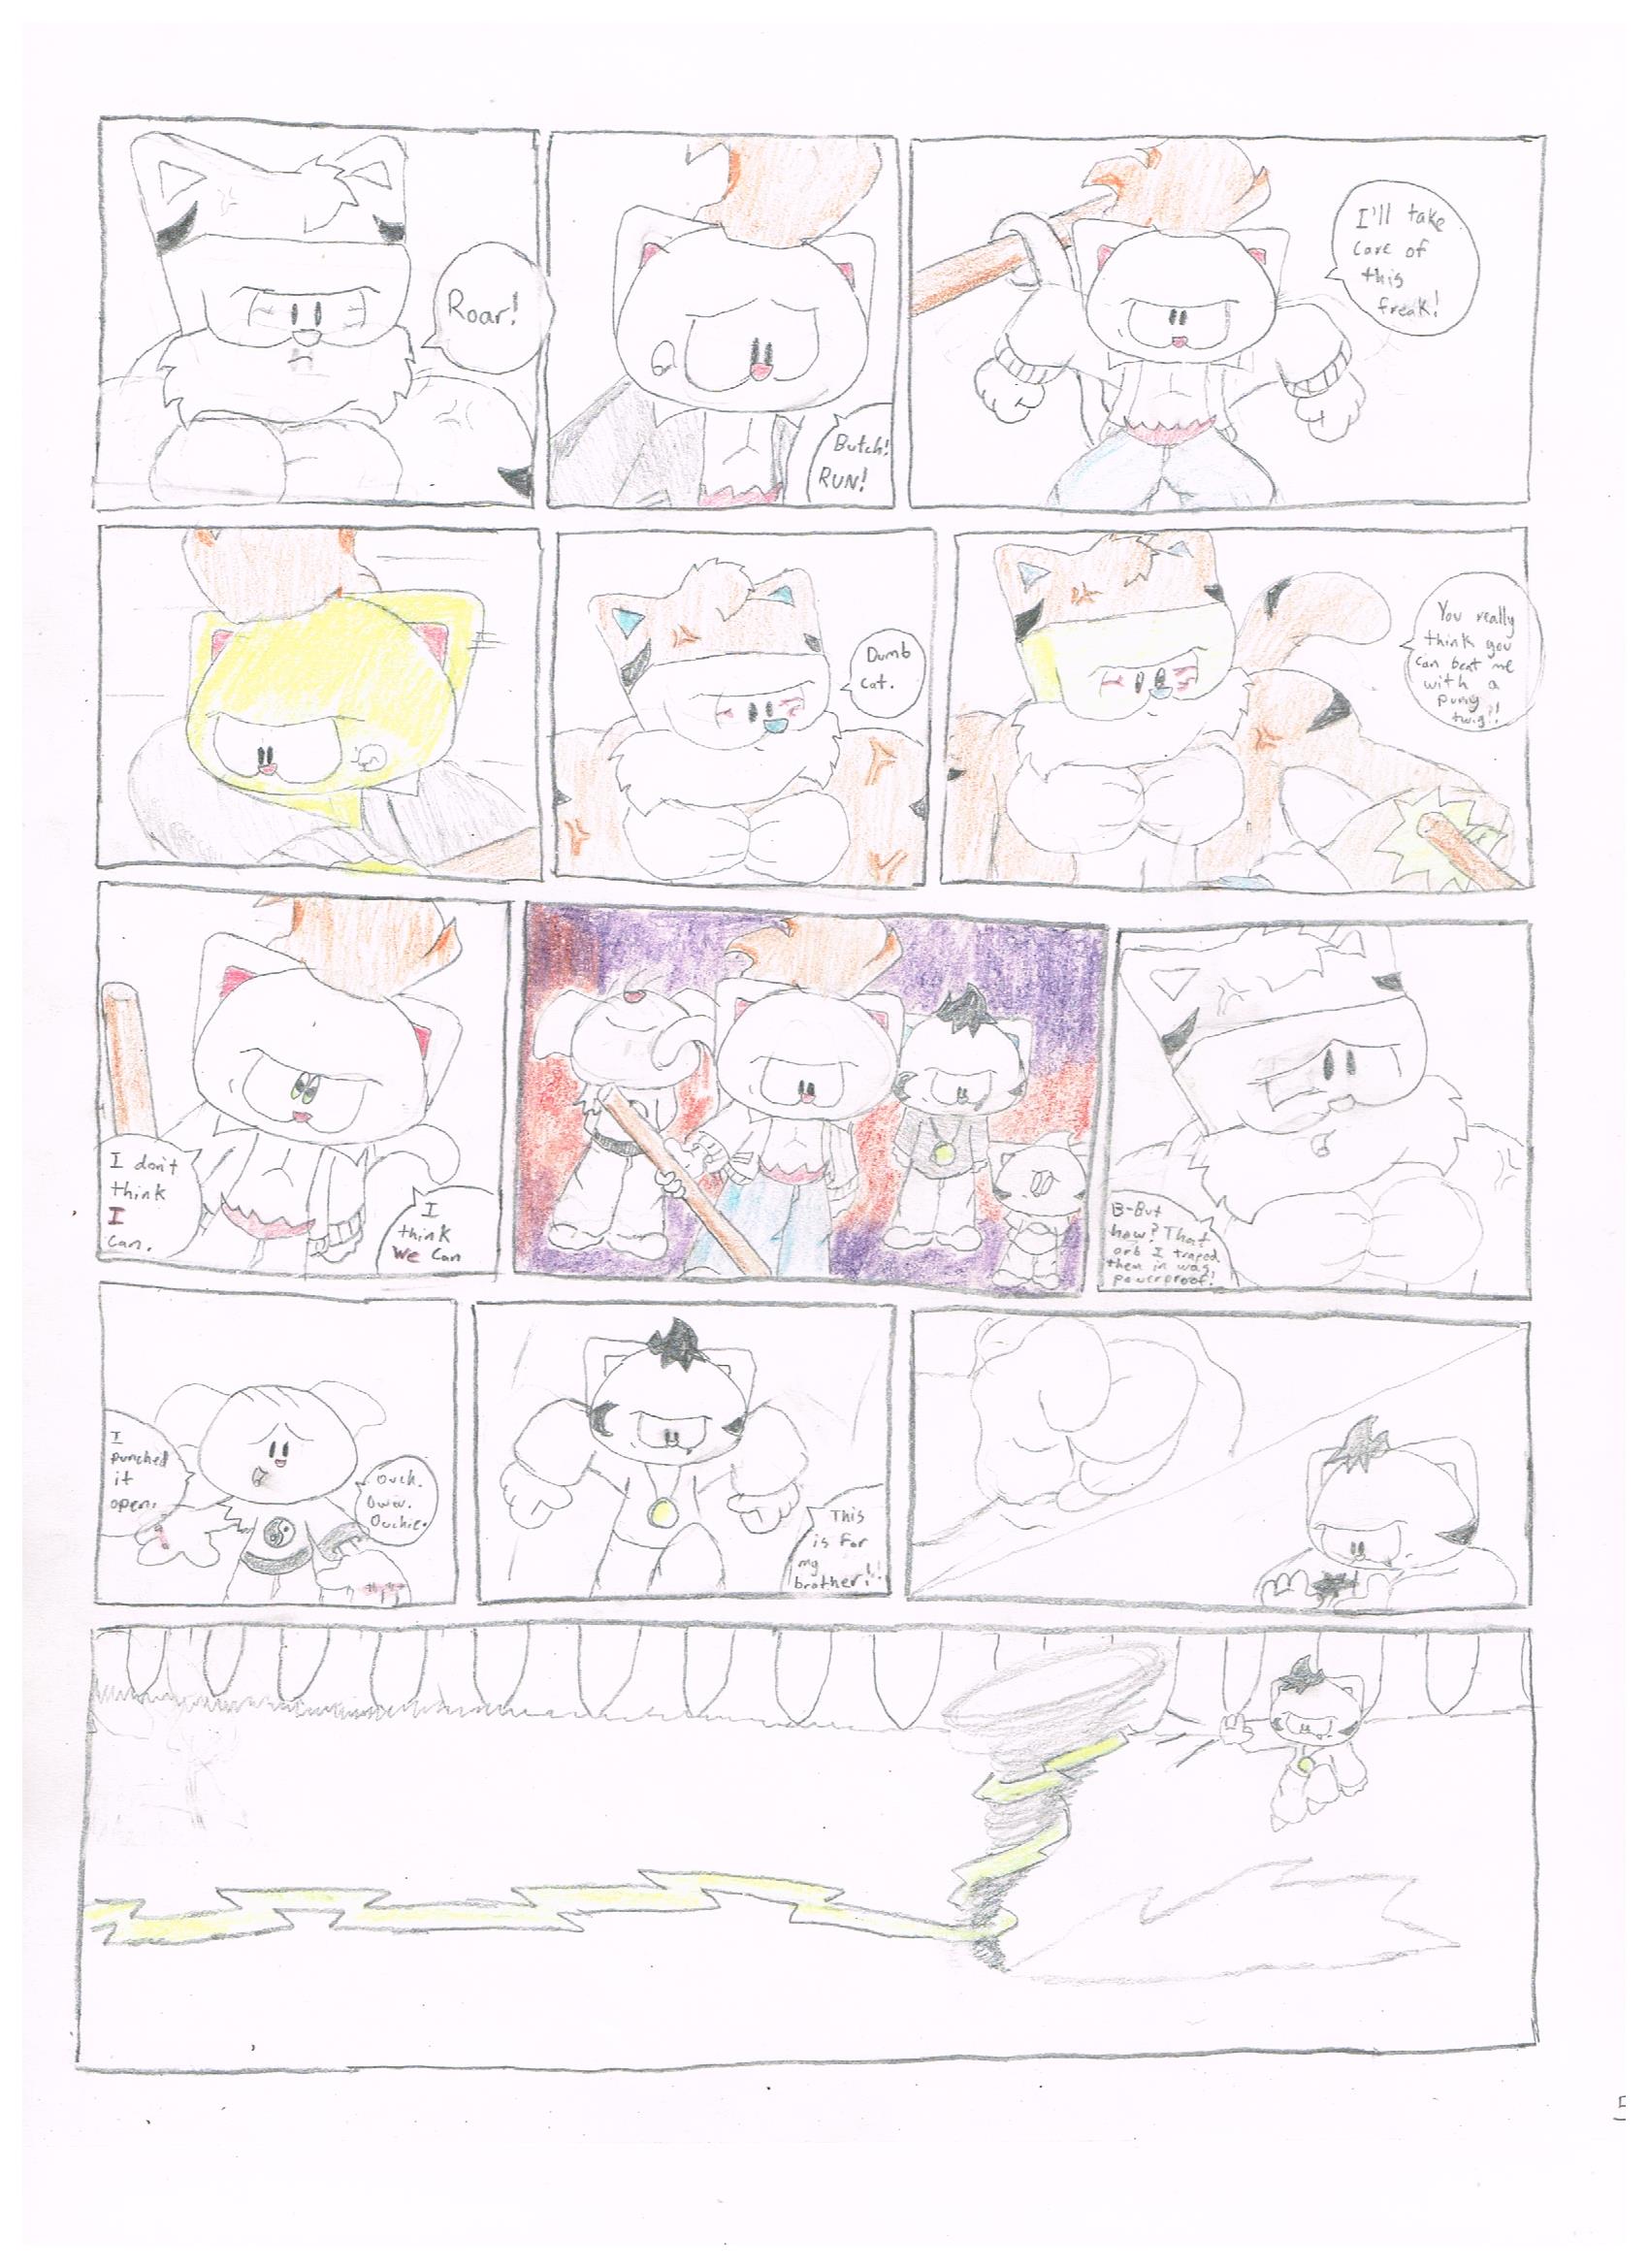 Roar!
Butch!
RUN!
I'll take
care of
this
freak!
Dumb
cat.
You really
think you
can beat me
with a
puny
twig?!
I don't
think
I
can.
I
think
we can
B-But
how? That
orb I traped
them in was
powerproof!
I
punched
it
open.
Ouch.
Oww.
Ouchie.
This
is for
my
brother!!
5